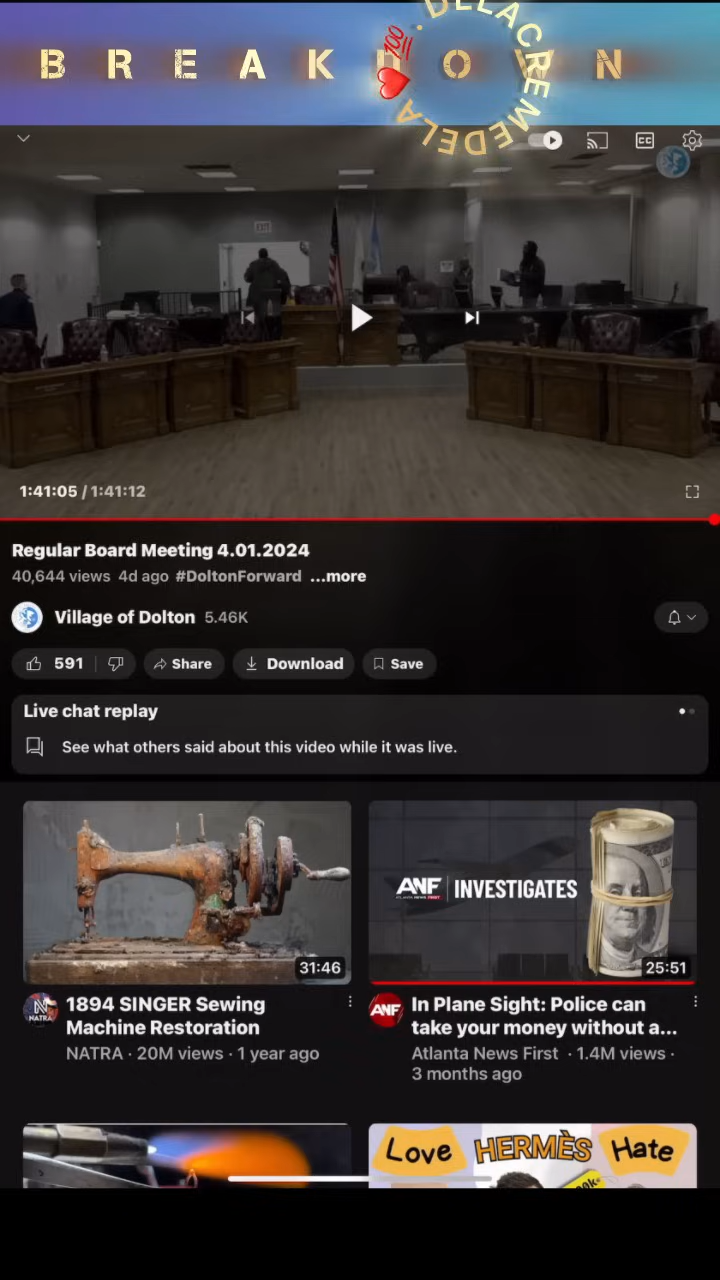 B R E A K D O W N
DELACREMEDELA
💯
EXIT
1:41:05 / 1:41:12
Regular Board Meeting 4.01.2024
40,644 views 4d ago #DoltonForward ...more
Village of Dolton 5.46K
591 Share Download Save
Live chat replay
See what others said about this video while it was live.
ANF INVESTIGATES
31:46
25:51
N
NATRA
1894 SINGER Sewing
Machine Restoration
NATRA · 20M views · 1 year ago
ANF
In Plane Sight: Police can
take your money without a...
Atlanta News First · 1.4M views ·
3 months ago
Love HERMÈS Hate